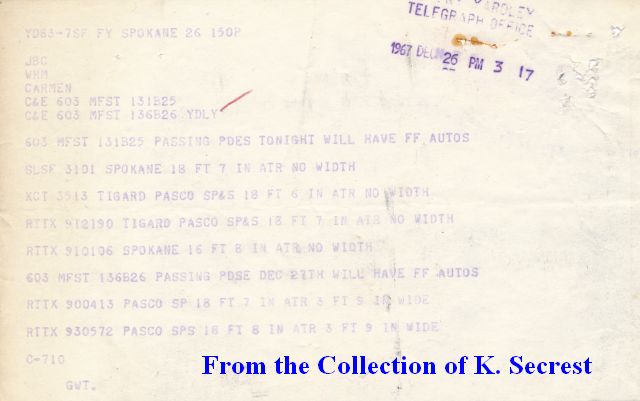 YD83-7SF FY SPOKANE 26 150P
YARDLEY
TELEGRAPH OFFICE
1967 DEC 26 PM 3 17
JBC
WHM
CARMEN
C&E 603 MFST 131B25
C&E 603 MFST 136B26 YDLY
603 MFST 131B25 PASSING PDES TONIGHT WILL HAVE FF AUTOS
SLSF 3101 SPOKANE 18 FT 7 IN ATR NO WIDTH
KCT 3513 TIGARD PASCO SP&S 18 FT 6 IN ATR NO WIDTH
RTTX 912190 TIGARD PASCO SP&S 18 FT 7 IN ATR NO WIDTH
RTTX 910106 SPOKANE 16 FT 8 IN ATR NO WIDTH
603 MFST 136B26 PASSING PDSE DEC 27TH WILL HAVE FF AUTOS
RTTX 900413 PASCO SP 18 FT 7 IN ATR 3 FT 9 IN WIDE
RTTX 930572 PASCO SPS 18 FT 8 IN ATR 3 FT 9 IN WIDE
C-710
GWT.
From the Collection of K. Secrest